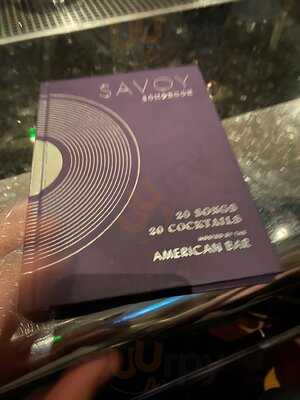 SAVOY
SONGBOOK
20 SONGS
20 COCKTAILS
INSPIRED BY THE
AMERICAN BAR